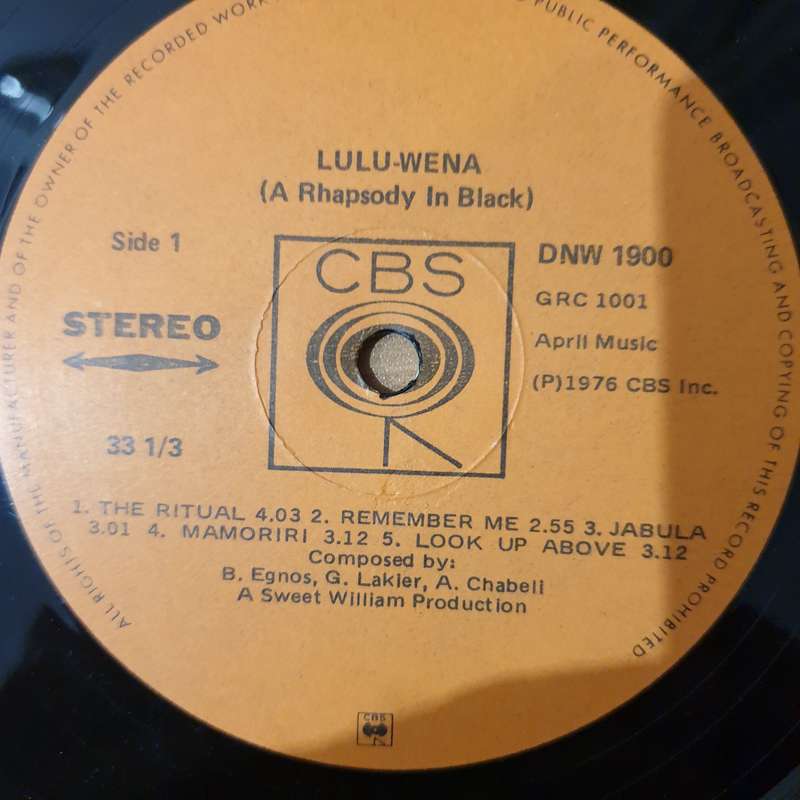 ALL RIGHTS OF THE MANUFACTURER AND OF THE OWNER OF THE RECORDED WORK
PUBLIC PERFORMANCE BROADCASTING AND COPYING OF THIS RECORD PROHIBITED
LULU-WENA
(A Rhapsody In Black)
Side 1
STEREO
33 1/3
CBS
DNW 1900
GRC 1001
April Music
(P)1976 CBS Inc.
1. THE RITUAL 4.03 2. REMEMBER ME 2.55 3. JABULA
3.01 4. MAMORIRI 3.12 5. LOOK UP ABOVE 3.12
Composed by:
B. Egnos, G. Lakier, A. Chabeli
A Sweet William Production
CBS